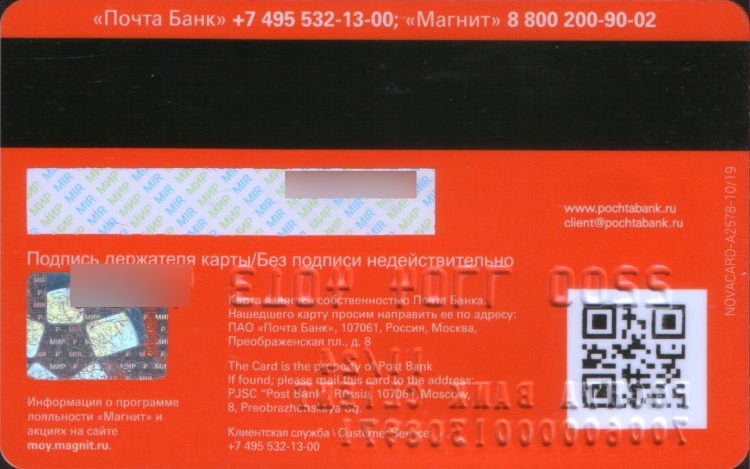 «Почта Банк» +7 495 532-13-00; «Магнит» 8 800 200-90-02
www.pochtabank.ru
client@pochtabank.ru
NOVACARD-A2578-10/19
Подпись держателя карты/Без подписи недействительно
Карта является собственностью Почта Банка.
Нашедшего карту просим направить ее по адресу:
ПАО «Почта Банк», 107061, Россия, Москва,
Преображенская пл., д. 8
The Card is the property of Post Bank
If found, please mail this card to the address:
PJSC "Post Bank", Russia, 107061, Moscow,
8, Preobrazhenskaya Sq.
Информация о программе
лояльности «Магнит» и
акциях на сайте
moy.magnit.ru.
Клиентская служба \ Customer Service:
+7 495 532-13-00